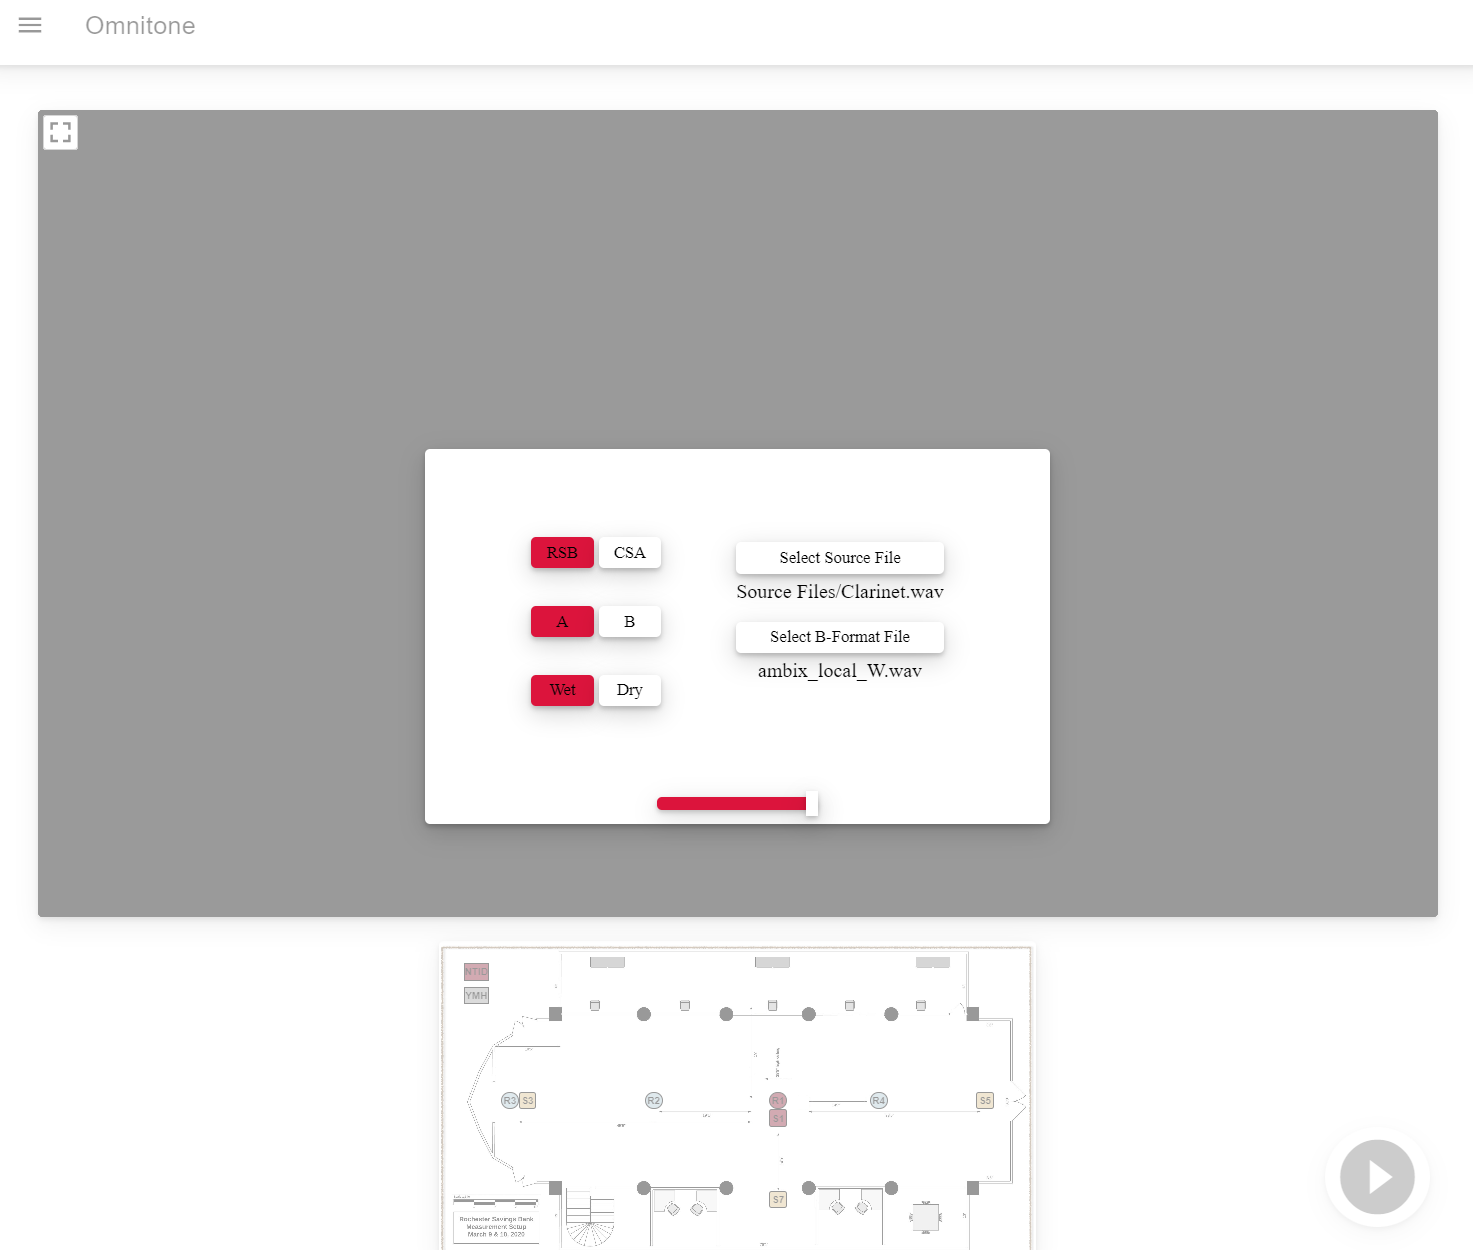 Omnitone
RSB CSA
Select Source File
Source Files/Clarinet.wav
A B
Select B-Format File
ambix_local_W.wav
Wet Dry
NTID
YMH
R3 S3 R2 R1 R4 S5
S1
S7
Rochester Savings Bank
Measurement Setup
March 9 & 10, 2020